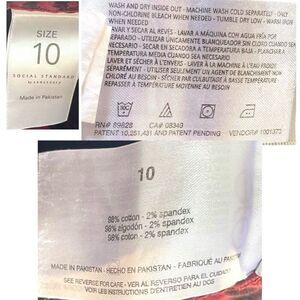 SIZE
10
SOCIAL STANDARD
BY SANCTUARY
Made in Pakistan
WASH AND DRY INSIDE OUT - MACHINE WASH COLD SEPARATELY - ONLY
NON-CHLORINE BLEACH WHEN NEEDED - TUMBLE DRY LOW - WARM IRON
WHEN NEEDED
LAVAR Y SECAR AL REVÉS - LAVAR A MÁQUINA CON AGUA FRÍA POR
SEPARADO - UTILIZAR ÚNICAMENTE BLANQUEADOR SIN CLORO CUANDO SEA
NECESARIO - SECAR EN SECADORA A TEMPERATURA BAJA - PLANCHAR A
TEMPERATURA MEDIA CUANDO SEA NECESARIO
LAVER ET SÉCHER À L'ENVERS - LAVER À LA MACHINE À L'EAU FROIDE
SÉPARÉMENT - UTILISER SEULEMENT UN AGENT DE BLANCHIMENT NON
CHLORÉ AU BESOIN - SÉCHER PAR CULBUTAGE À BASSE TEMPÉRATURE -
REPASSER À TEMPÉRATURE MOYENNE AU BESOIN
RN# 89828 CA# 08349
PATENT 10,251,431 AND PATENT PENDING VENDOR# 1001372
10
98% cotton - 2% spandex
98% algodón - 2% spandex
98% coton - 2% spandex
MADE IN PAKISTAN - HECHO EN PAKISTAN - FABRIQUÉ AU
SEE REVERSE FOR CARE - VER AL REVERSO PARA EL CUIDADO
VOIR LES INSTRUCTIONS D'ENTRETIEN AU DOS